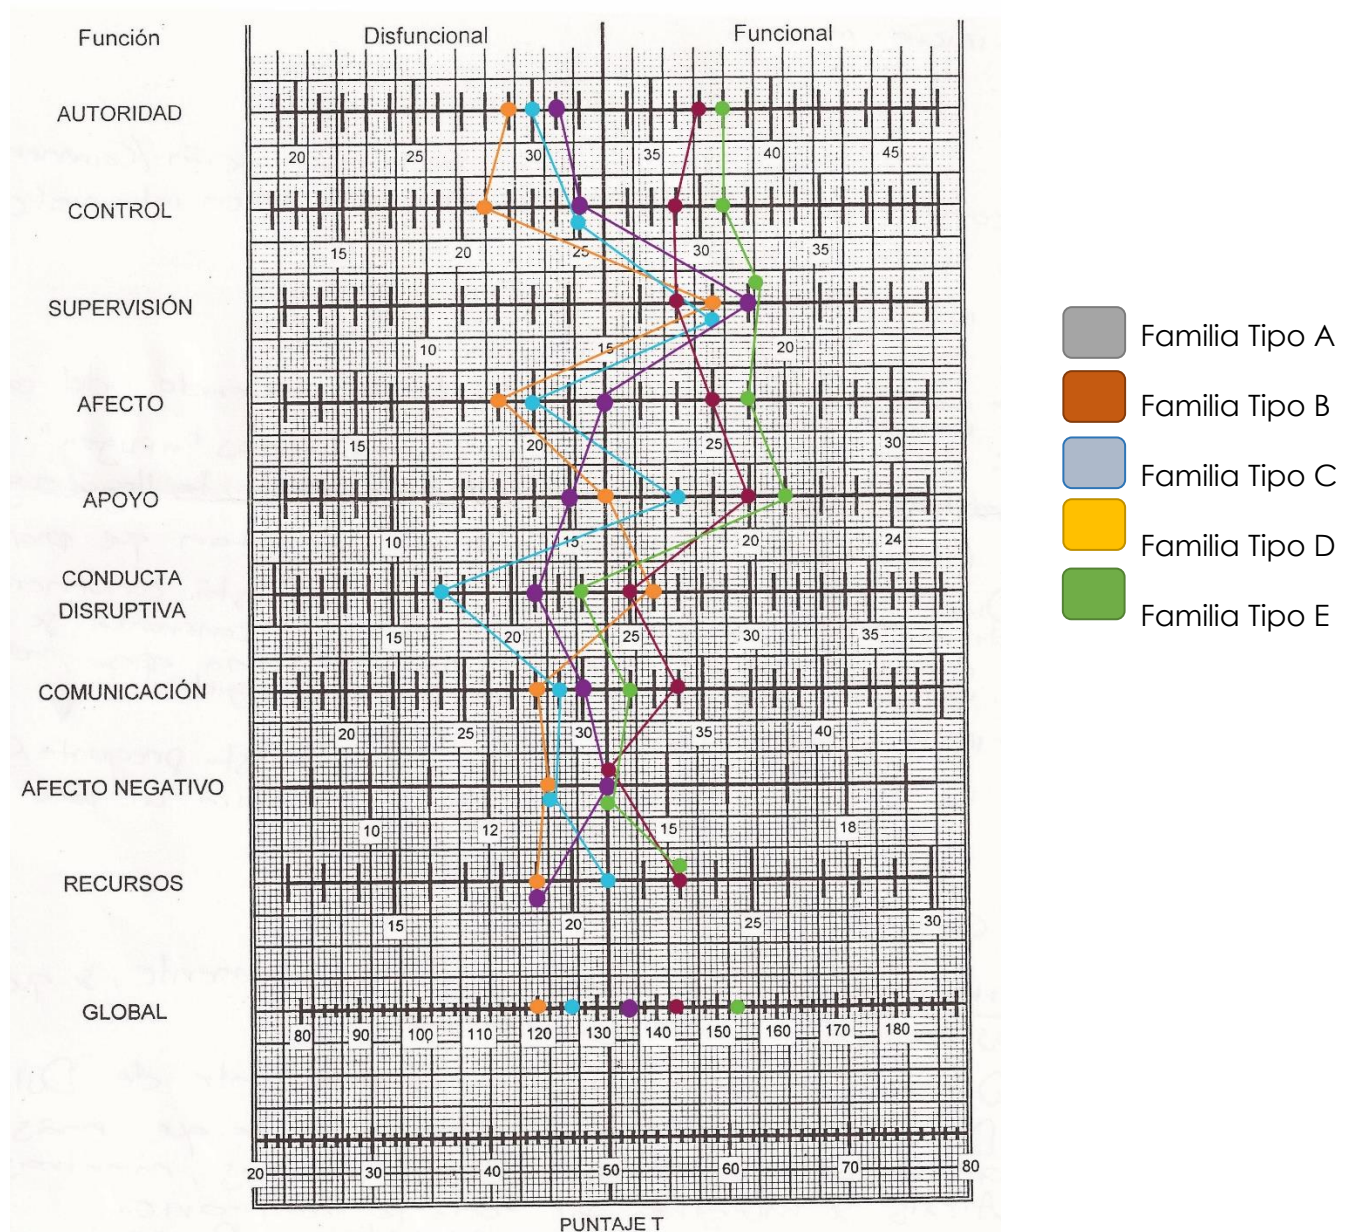 Función
Disfuncional
Funcional
AUTORIDAD
20 25 30 35 40 45
CONTROL
15 20 25 30 35
SUPERVISIÓN
10 15 20
AFECTO
15 20 25 30
APOYO
10 15 20 24
CONDUCTA
DISRUPTIVA
15 20 25 30 35
COMUNICACIÓN
20 25 30 35 40
AFECTO NEGATIVO
10 12 15 18
RECURSOS
15 20 25 30
GLOBAL
80 90 100 110 120 130 140 150 160 170 180
20 30 40 50 60 70 80
PUNTAJE T
Familia Tipo A
Familia Tipo B
Familia Tipo C
Familia Tipo D
Familia Tipo E